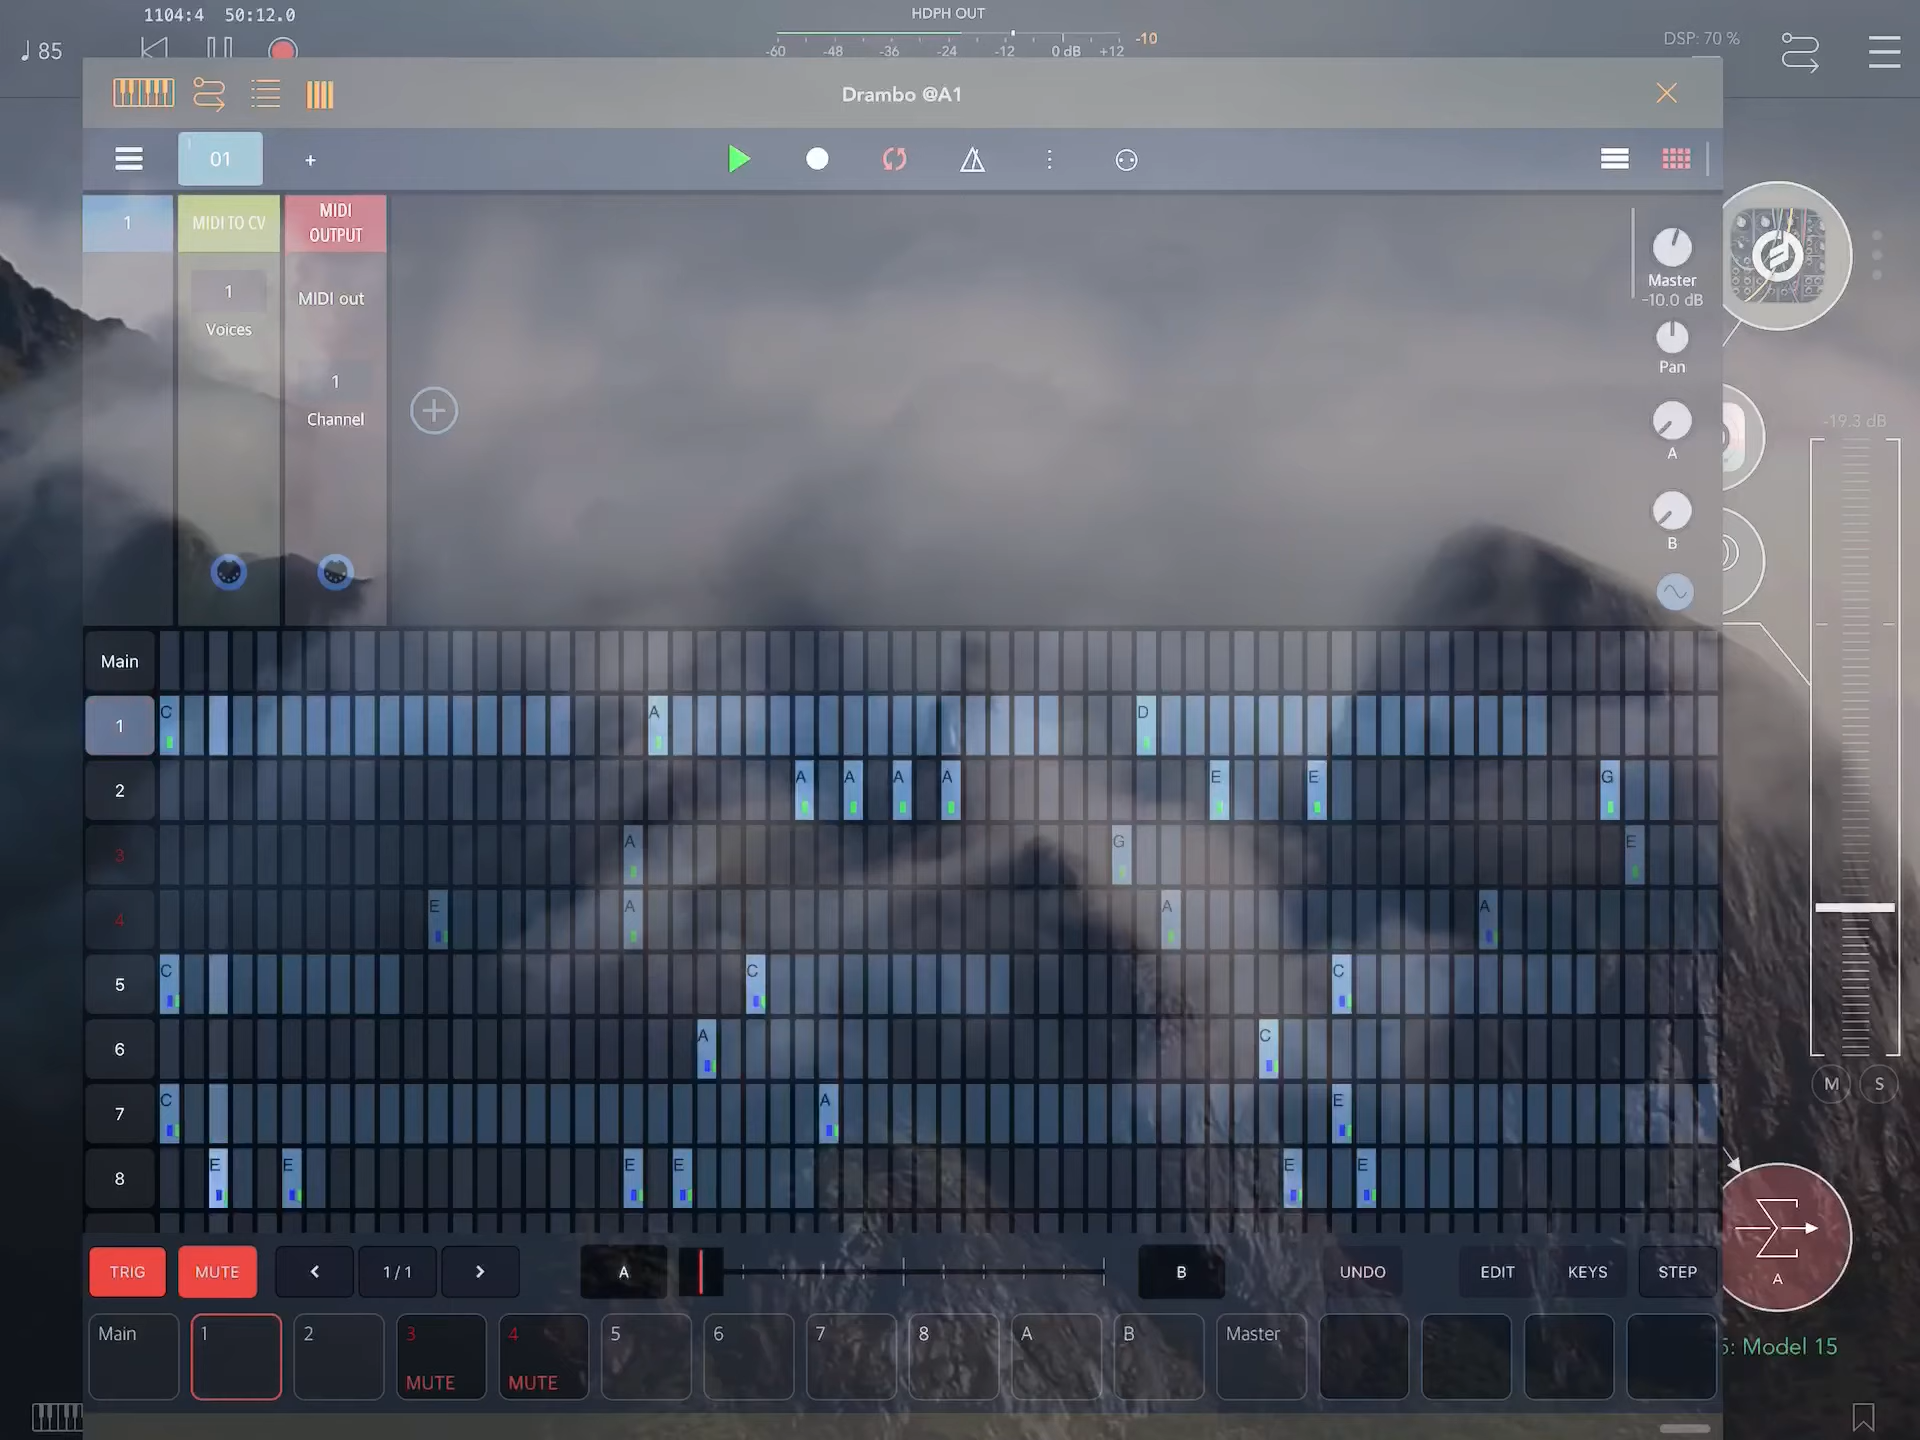 1104:4 50:12.0
♩ 85
HDPH OUT
-60 -48 -36 -24 -12 0 dB +12 -10
DSP: 70 %
Drambo @A1
01 +
1
MIDI TO CV
MIDI
OUTPUT
1
Voices
MIDI out
1
Channel
Master
-10.0 dB
Pan
A
B
-19.3 dB
Main
1 C A D
2 A A A A E E G
3 A G E
4 E A A A
5 C C C
6 A C
7 C A E
8 E E E E E E
M S
A
TRIG MUTE < 1 / 1 > A B UNDO EDIT KEYS STEP
Main 1 2 3 4 5 6 7 8 A B Master
MUTE MUTE
5: Model 15